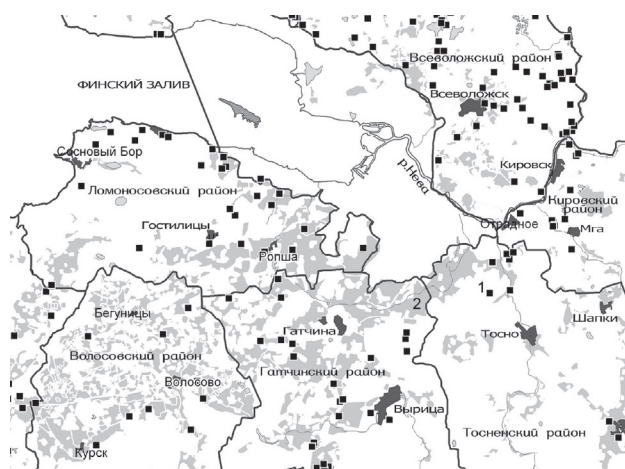 Всеволожский район
ФИНСКИЙ ЗАЛИВ
Всеволожск
Сосновый Бор
р.Нева
Кировск
Ломоносовский район
Кировский
район
Гостилицы
Отрадное
Мга
Ропша
1
2
Бегуницы
Шапки
Гатчина
Тосно
Волосовский район
Гатчинский район
Волосово
Вырица
Тосненский район
Курск